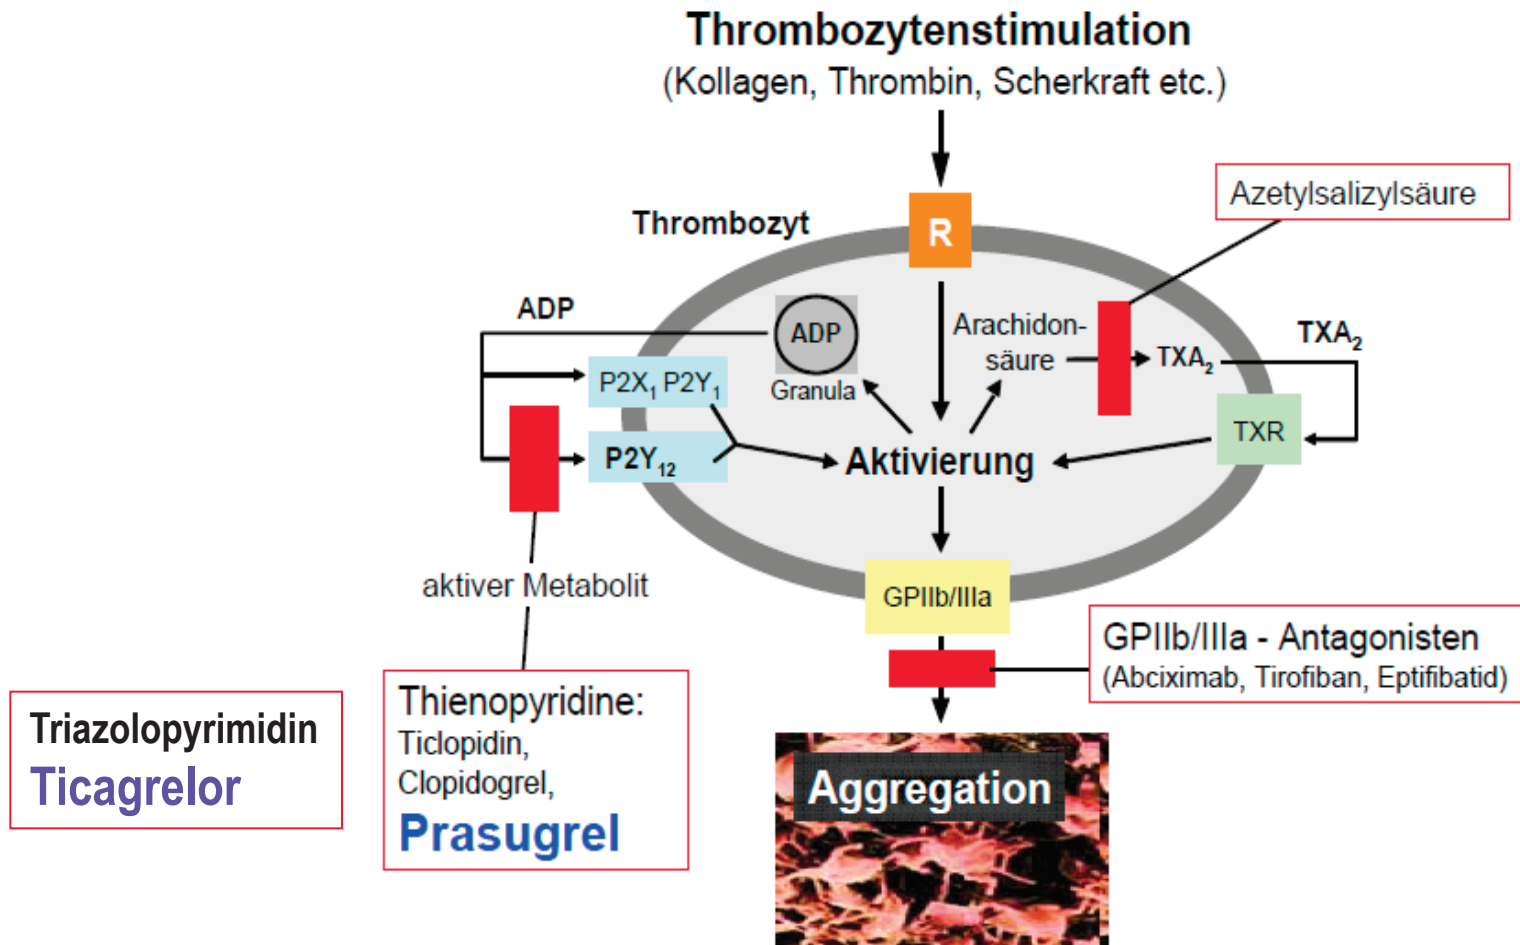 Thrombozytenstimulation
(Kollagen, Thrombin, Scherkraft etc.)
Azetylsalizylsäure
Thrombozyt
R
ADP
ADP
Granula
Arachidon-
säure
TXA2
TXA2
P2X1 P2Y1
P2Y12
TXR
Aktivierung
aktiver Metabolit
GPIIb/IIIa
GPIIb/IIIa - Antagonisten
(Abciximab, Tirofiban, Eptifibatid)
Thienopyridine:
Ticlopidin,
Clopidogrel,
Prasugrel
Triazolopyrimidin
Ticagrelor
Aggregation